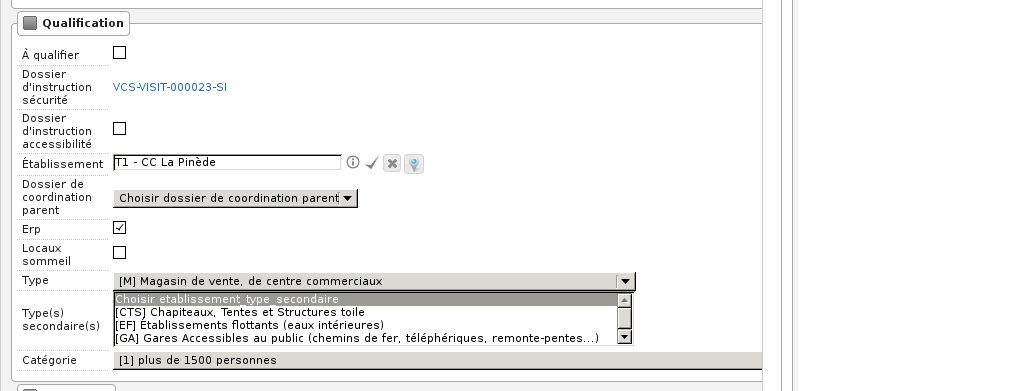 Qualification
À qualifier
Dossier
d'instruction
sécurité
VCS-VISIT-000023-SI
Dossier
d'instruction
accessibilité
Établissement
T1 - CC La Pinède
Dossier de
coordination
parent
Choisir dossier de coordination parent
Erp
Locaux
sommeil
Type
[M] Magasin de vente, de centre commerciaux
Type(s)
secondaire(s)
Choisir etablissement_type_secondaire
[CTS] Chapiteaux, Tentes et Structures toile
[EF] Établissements flottants (eaux intérieures)
[GA] Gares Accessibles au public (chemins de fer, téléphériques, remonte-pentes...)
Catégorie
[1] plus de 1500 personnes